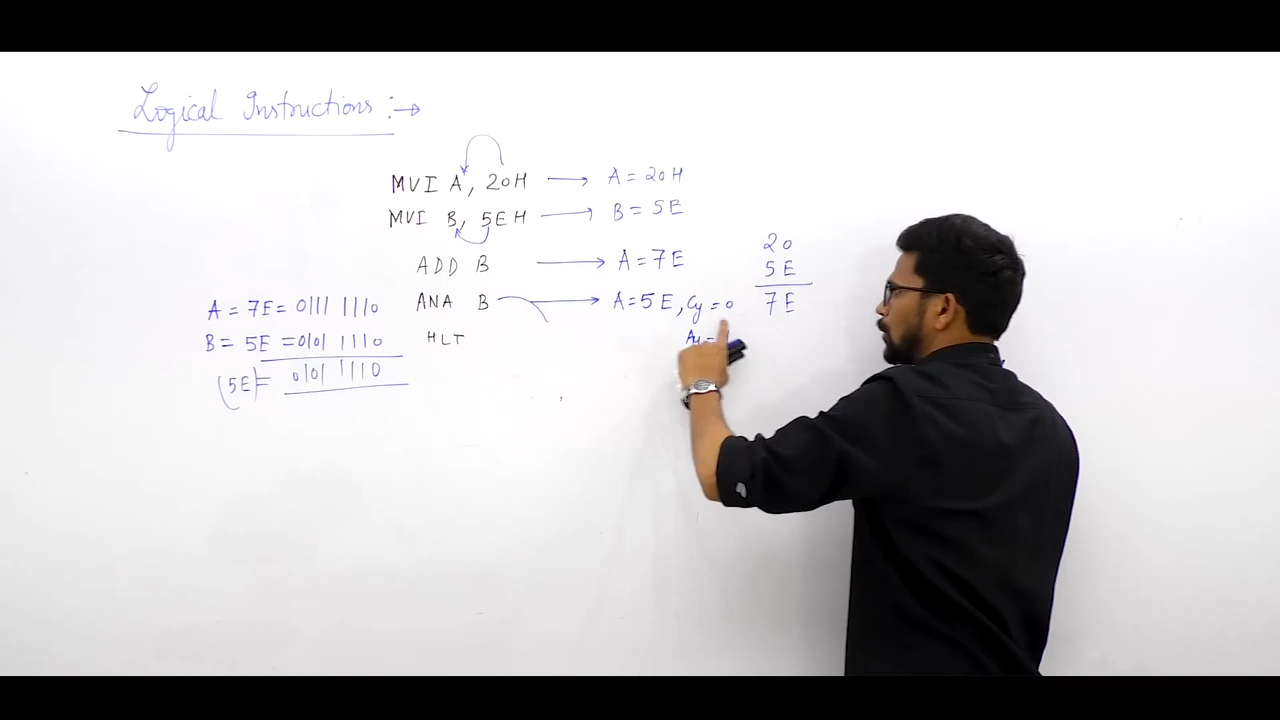 Logical Instructions :→
MVI A, 20H → A = 20H
MVI B, 5EH → B = 5E
ADD B → A = 7E
ANA B → A = 5E, Cy = 0
HLT
20
5E
7E
A = 7E = 0111 1110
B = 5E = 0101 1110
(5E) = 0101 1110